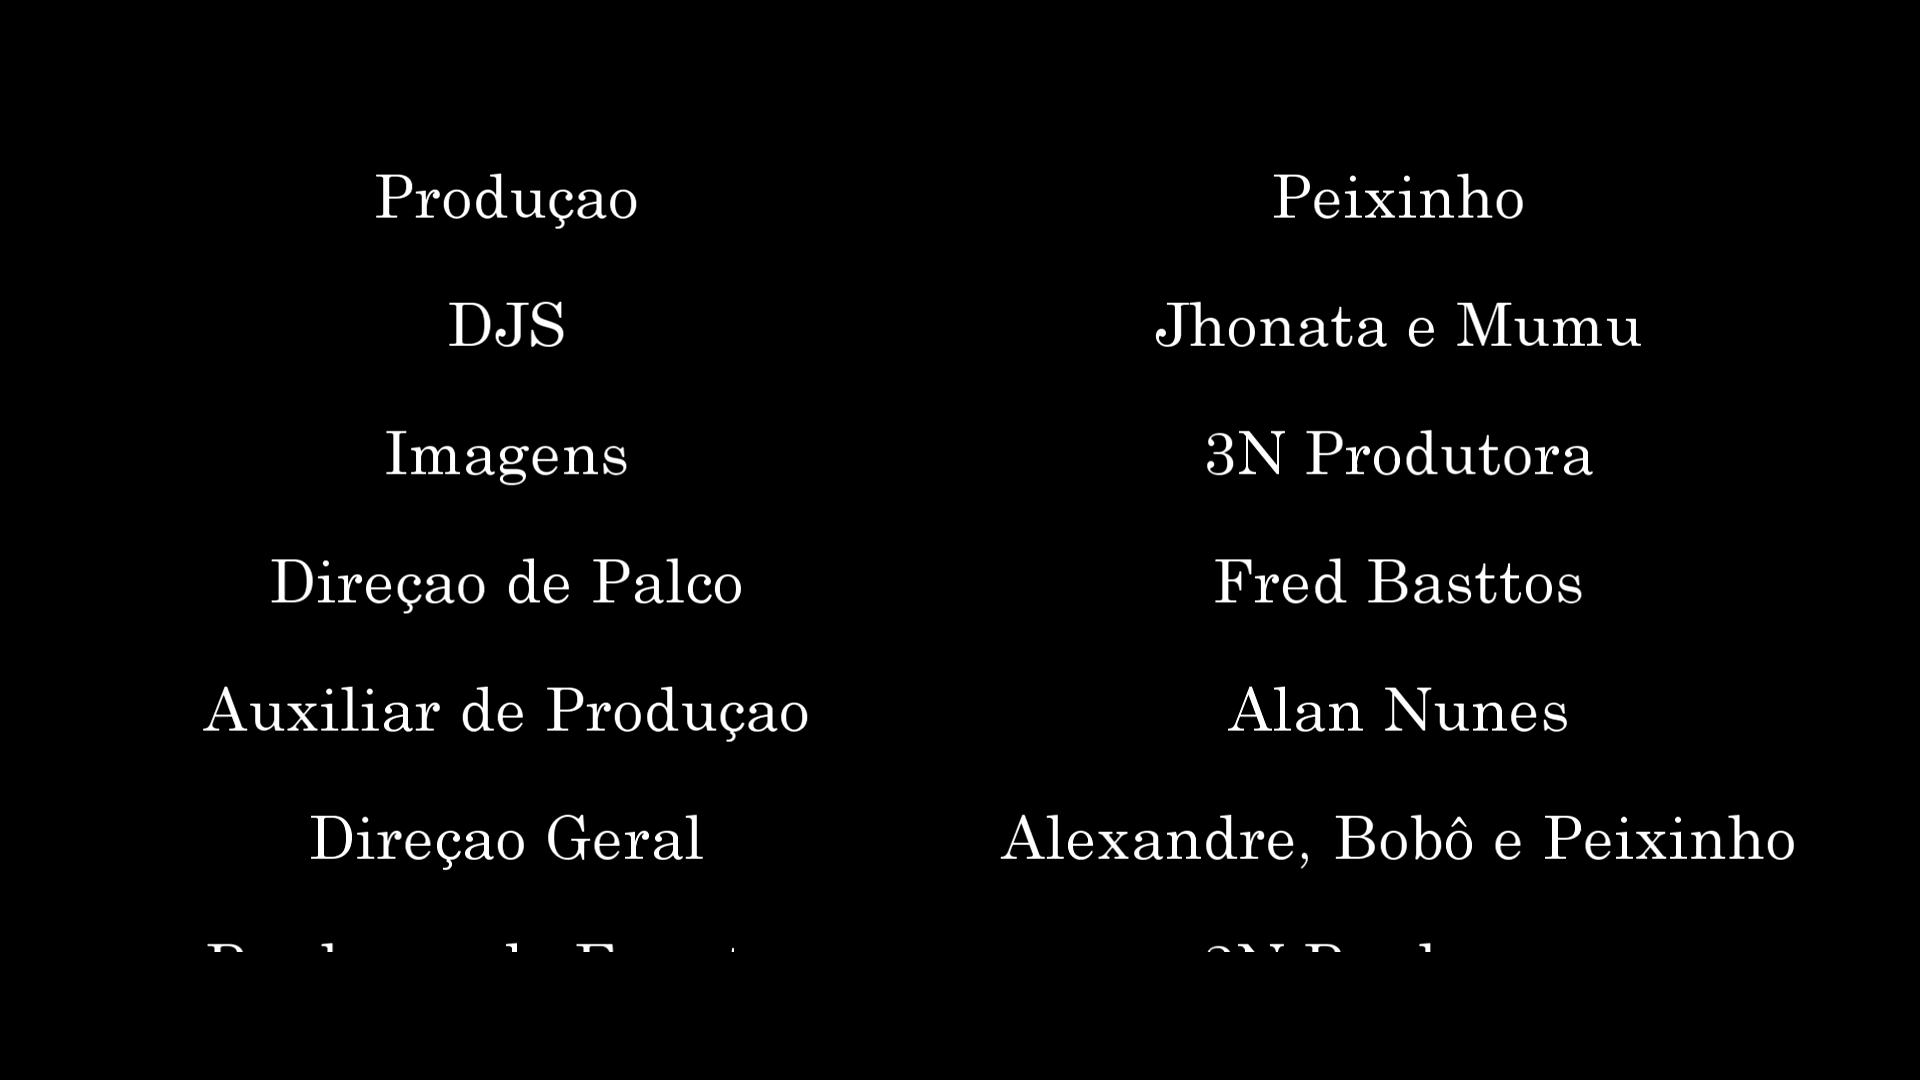 Produçao Peixinho
DJS Jhonata e Mumu
Imagens 3N Produtora
Direçao de Palco Fred Basttos
Auxiliar de Produçao Alan Nunes
Direçao Geral Alexandre, Bobô e Peixinho